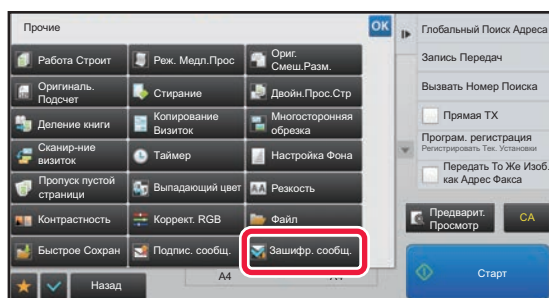 Прочие
OK
Работа Строит
Реж. Медл.Прос
Ориг.
Смеш.Разм.
Оригиналь.
Подсчет
Стирание
Двойн.Прос.Стр
Деление книги
Копирование
Визиток
Многосторонняя
обрезка
Сканир-ние
визиток
Таймер
Настройка Фона
Пропуск пустой
страници
Выпадающий цвет
AA Резкость
Контрастность
Коррект. RGB
Файл
Быстрое Сохран
Подпис. сообщ.
Зашифр. сообщ.
Назад
A4
Глобальный Поиск Адреса
Запись Передач
Вызвать Номер Поиска
Прямая TX
Програм. регистрация
Регистрировать Тек. Установки
Передать То Же Изоб.
как Адрес Факса
Предварит.
Просмотр
CA
Старт